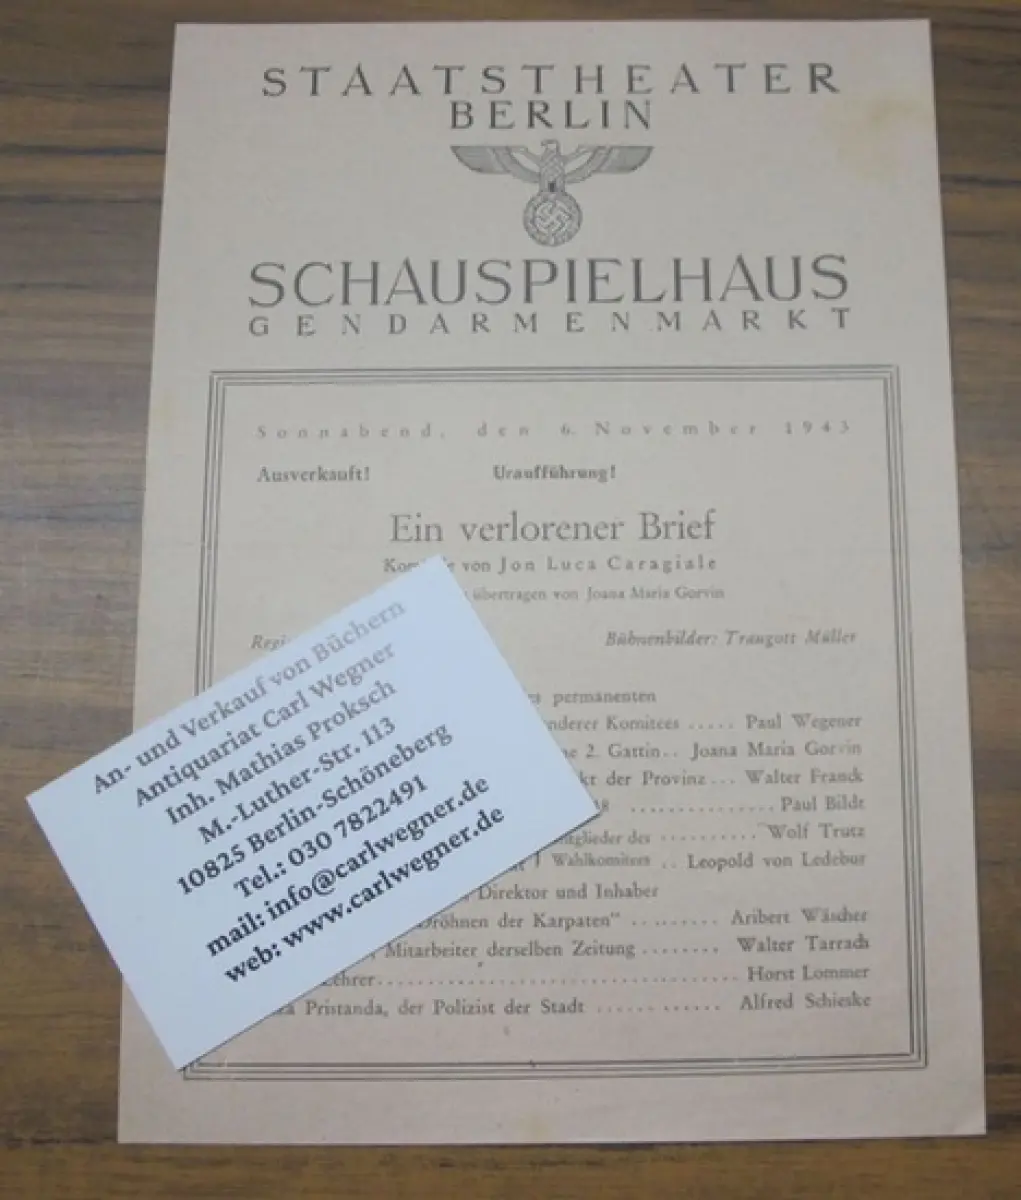 STAATSTHEATER
BERLIN
SCHAUSPIELHAUS
GENDARMENMARKT
Sonnabend, den 6. November 1943
Ausverkauft! Uraufführung!
Ein verlorener Brief
von Jon Luca Caragiale
übertragen von Joana Maria Gorvin
Bühnenbilder: Traugott Müller
permanenten
Komitees ..... Paul Wegener
2. Gattin.. Joana Maria Gorvin
der Provinz... Walter Franck
............... Paul Bildt
des .......... Wolf Trutz
Wahlkomitees .. Leopold von Ledebur
Direktor und Inhaber
der Karpaten“ ......... Aribert Wäscher
Mitarbeiter derselben Zeitung ........ Walter Tarrach
.................................... Horst Lommer
Pristanda, der Polizist der Stadt ............ Alfred Schieske
An- und Verkauf von Büchern
Antiquariat Carl Wegner
Inh. Mathias Proksch
M.-Luther-Str. 113
10825 Berlin-Schöneberg
Tel.: 030 7822491
mail: info@carlwegner.de
web: www.carlwegner.de